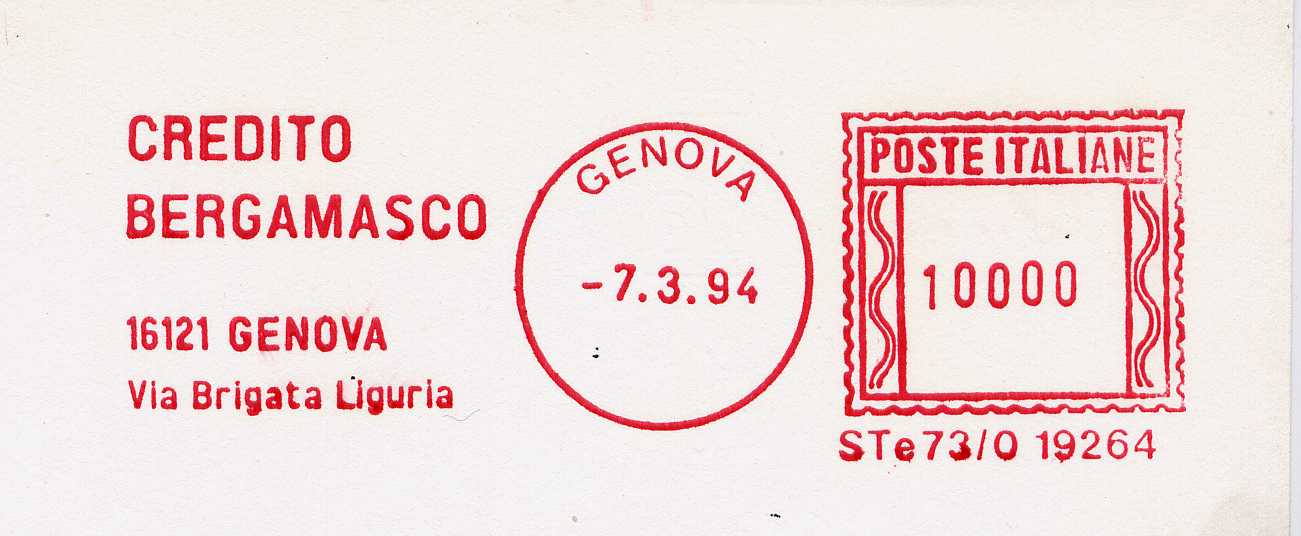 CREDITO
BERGAMASCO
16121 GENOVA
Via Brigata Liguria
GENOVA
-7.3.94
POSTE ITALIANE
10000
STe73/0 19264